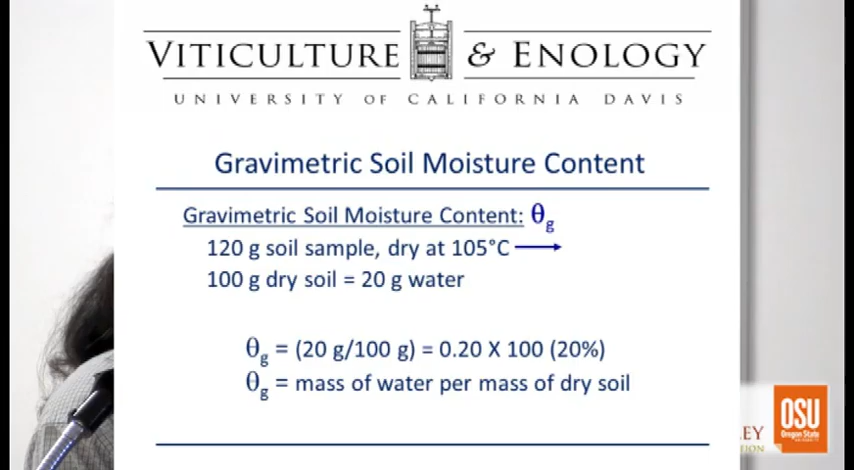 VITICULTURE & ENOLOGY
UNIVERSITY OF CALIFORNIA DAVIS
Gravimetric Soil Moisture Content
Gravimetric Soil Moisture Content: θg
120 g soil sample, dry at 105°C ⟶
100 g dry soil = 20 g water
θg = (20 g/100 g) = 0.20 X 100 (20%)
θg = mass of water per mass of dry soil
OSU
Oregon State